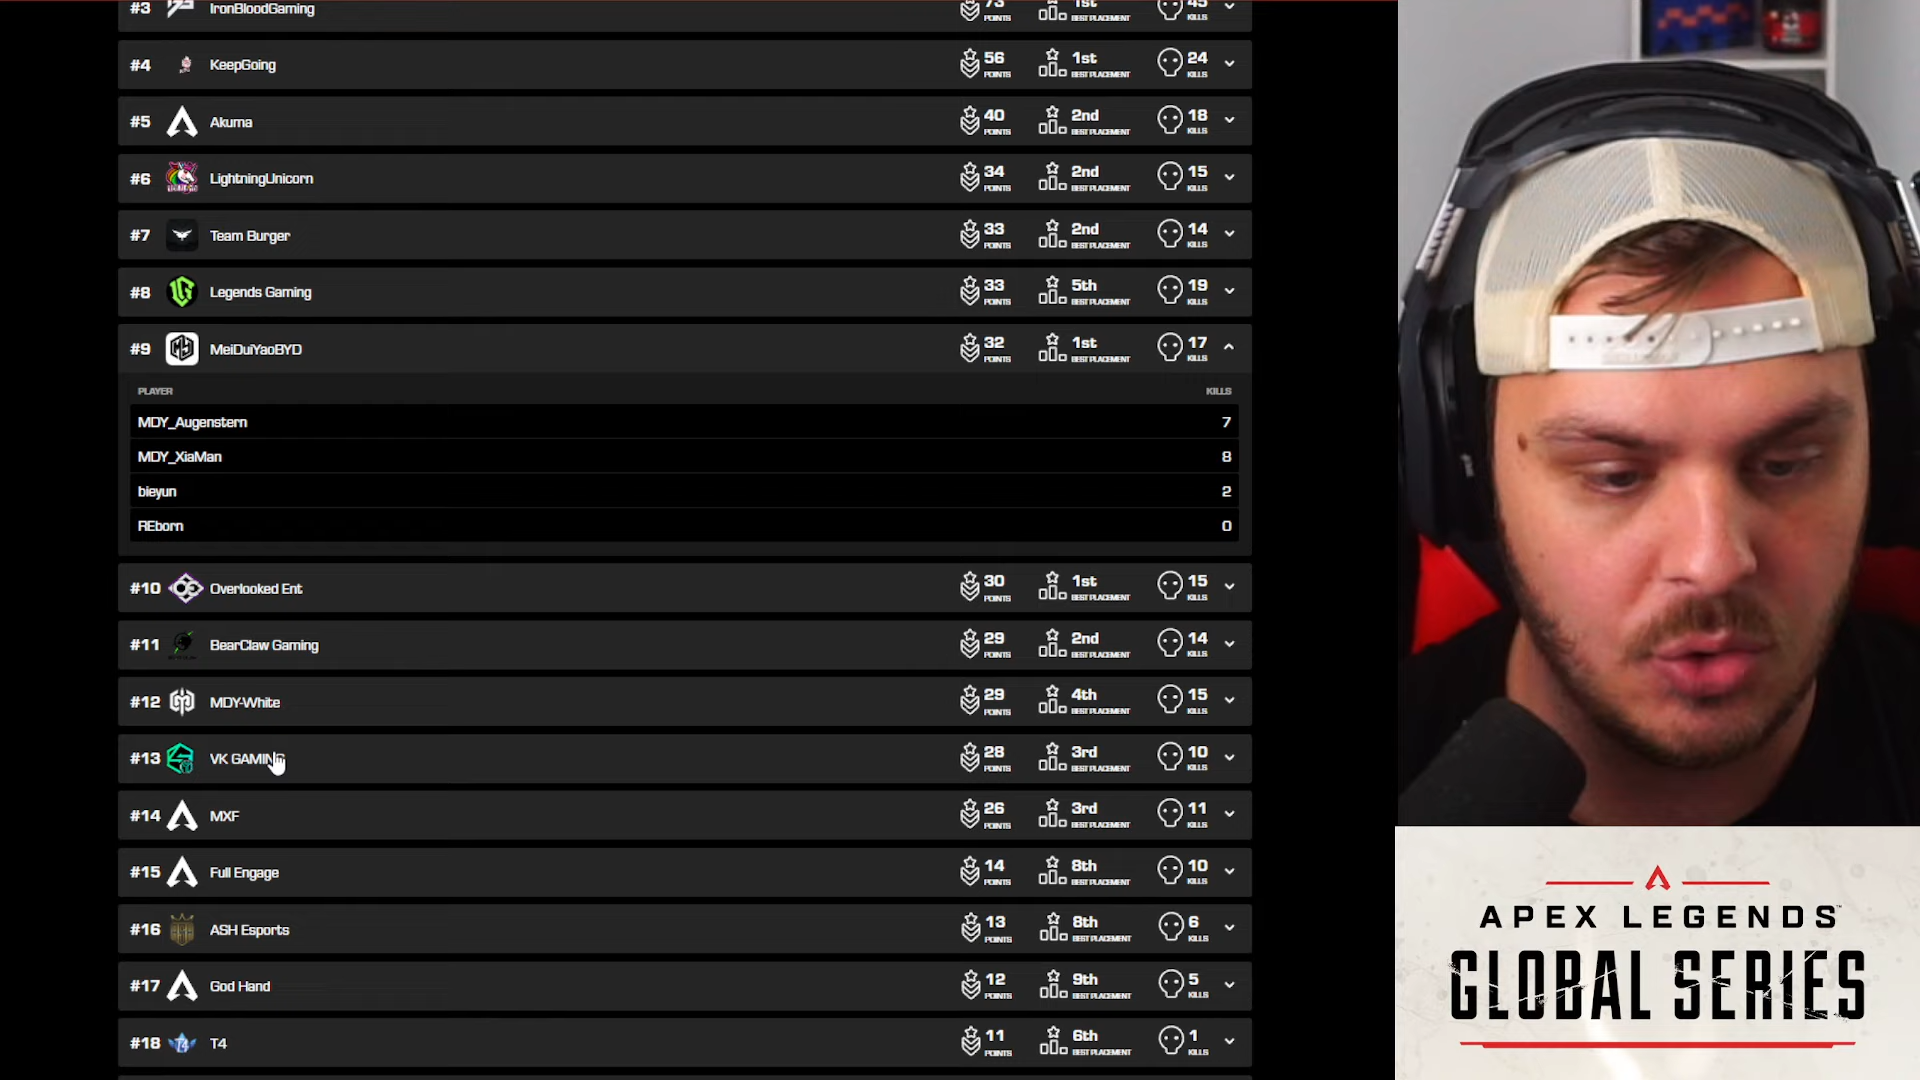 #3 IronBloodGaming 73 POINTS 1st BEST PLACEMENT 45 KILLS
#4 KeepGoing 56 POINTS 1st BEST PLACEMENT 24 KILLS
#5 Akuma 40 POINTS 2nd BEST PLACEMENT 18 KILLS
#6 LightningUnicorn 34 POINTS 2nd BEST PLACEMENT 15 KILLS
#7 Team Burger 33 POINTS 2nd BEST PLACEMENT 14 KILLS
#8 Legends Gaming 33 POINTS 5th BEST PLACEMENT 19 KILLS
#9 MeiDuiYaoBYD 32 POINTS 1st BEST PLACEMENT 17 KILLS
PLAYER KILLS
MDY_Augenstern 7
MDY_XiaMan 8
bieyun 2
REborn 0
#10 Overlooked Ent 30 POINTS 1st BEST PLACEMENT 15 KILLS
#11 BearClaw Gaming 29 POINTS 2nd BEST PLACEMENT 14 KILLS
#12 MDY-White 29 POINTS 4th BEST PLACEMENT 15 KILLS
#13 VK GAMING 28 POINTS 3rd BEST PLACEMENT 10 KILLS
#14 MXF 26 POINTS 3rd BEST PLACEMENT 11 KILLS
#15 Full Engage 14 POINTS 8th BEST PLACEMENT 10 KILLS
#16 ASH Esports 13 POINTS 8th BEST PLACEMENT 6 KILLS
#17 God Hand 12 POINTS 9th BEST PLACEMENT 5 KILLS
#18 T4 11 POINTS 6th BEST PLACEMENT 1 KILLS
APEX LEGENDS™
GLOBAL SERIES